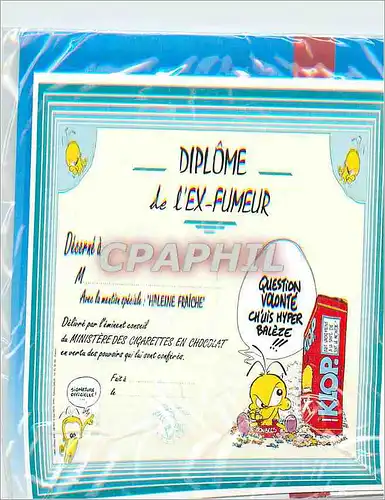 DIPLÔME
de l'EX-FUMEUR
Décerné à
M
Avec la mention spéciale : "HALEINE FRAÎCHE"
Délivré par l'éminent conseil
du MINISTÈRE DES CIGARETTES EN CHOCOLAT
en vertu des pouvoirs qui lui sont conférés.
Fait à
le
SIGNATURE
OFFICIELLE!
QUESTION
VOLONTÉ
CH'UIS HYPER
BALÈZE
!!!
KLOP
CPAPHIL